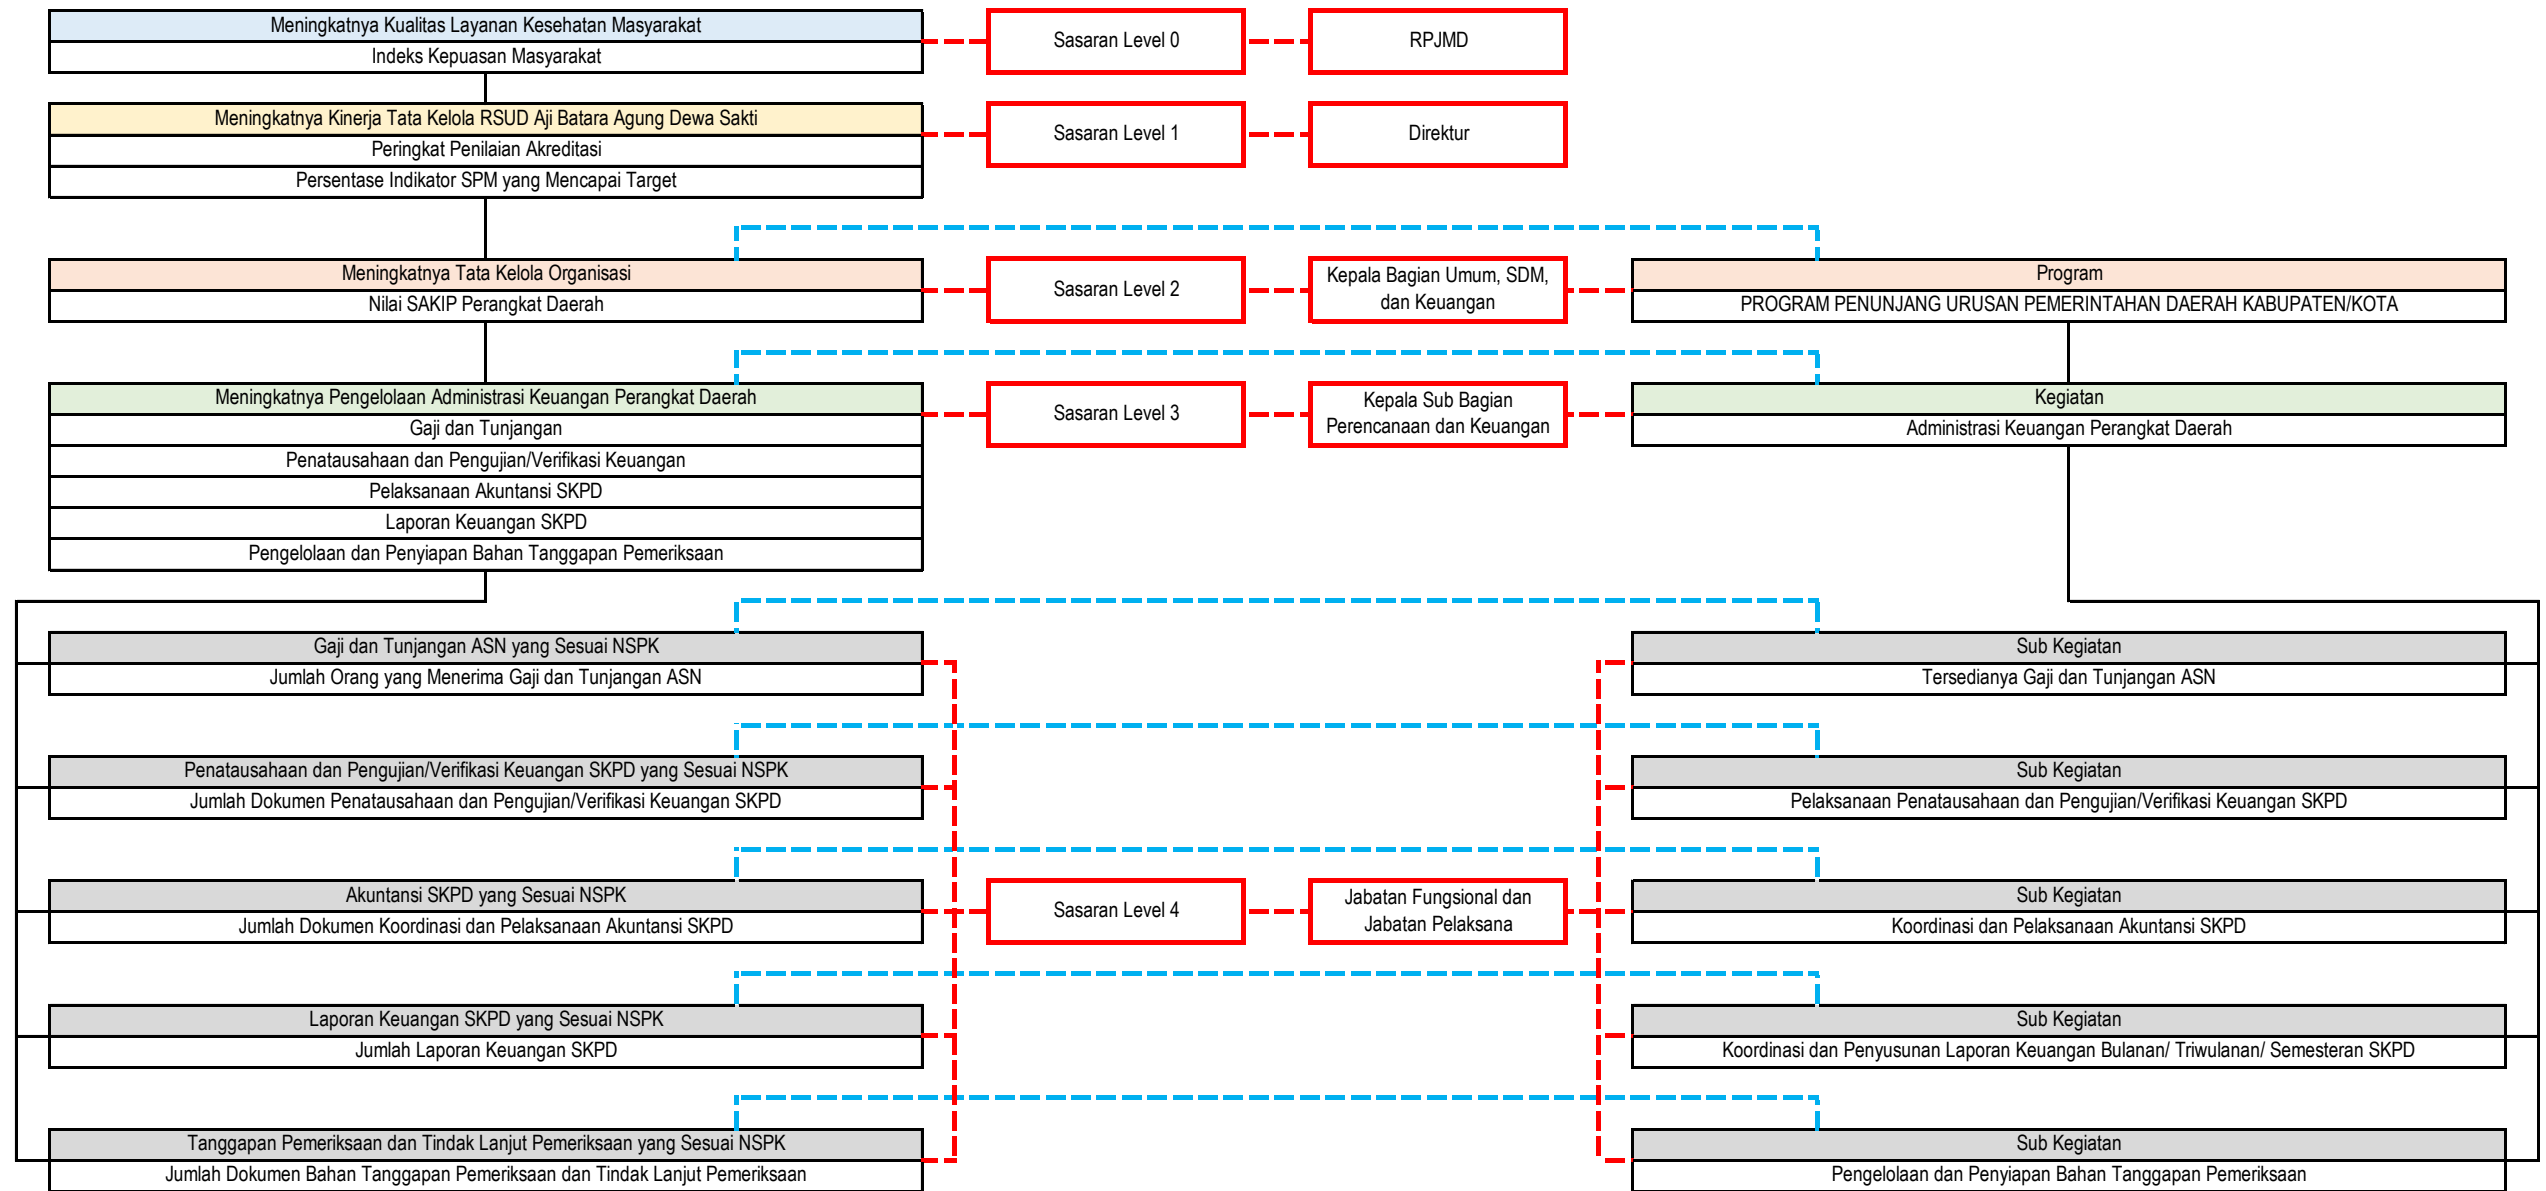 Meningkatnya Kualitas Layanan Kesehatan Masyarakat
Indeks Kepuasan Masyarakat
Sasaran Level 0
RPJMD
Meningkatnya Kinerja Tata Kelola RSUD Aji Batara Agung Dewa Sakti
Peringkat Penilaian Akreditasi
Persentase Indikator SPM yang Mencapai Target
Sasaran Level 1
Direktur
Meningkatnya Tata Kelola Organisasi
Nilai SAKIP Perangkat Daerah
Sasaran Level 2
Kepala Bagian Umum, SDM,
dan Keuangan
Program
PROGRAM PENUNJANG URUSAN PEMERINTAHAN DAERAH KABUPATEN/KOTA
Meningkatnya Pengelolaan Administrasi Keuangan Perangkat Daerah
Gaji dan Tunjangan
Penatausahaan dan Pengujian/Verifikasi Keuangan
Pelaksanaan Akuntansi SKPD
Laporan Keuangan SKPD
Pengelolaan dan Penyiapan Bahan Tanggapan Pemeriksaan
Sasaran Level 3
Kepala Sub Bagian
Perencanaan dan Keuangan
Kegiatan
Administrasi Keuangan Perangkat Daerah
Gaji dan Tunjangan ASN yang Sesuai NSPK
Jumlah Orang yang Menerima Gaji dan Tunjangan ASN
Sub Kegiatan
Tersedianya Gaji dan Tunjangan ASN
Penatausahaan dan Pengujian/Verifikasi Keuangan SKPD yang Sesuai NSPK
Jumlah Dokumen Penatausahaan dan Pengujian/Verifikasi Keuangan SKPD
Sub Kegiatan
Pelaksanaan Penatausahaan dan Pengujian/Verifikasi Keuangan SKPD
Akuntansi SKPD yang Sesuai NSPK
Jumlah Dokumen Koordinasi dan Pelaksanaan Akuntansi SKPD
Sasaran Level 4
Jabatan Fungsional dan
Jabatan Pelaksana
Sub Kegiatan
Koordinasi dan Pelaksanaan Akuntansi SKPD
Laporan Keuangan SKPD yang Sesuai NSPK
Jumlah Laporan Keuangan SKPD
Sub Kegiatan
Koordinasi dan Penyusunan Laporan Keuangan Bulanan/ Triwulanan/ Semesteran SKPD
Tanggapan Pemeriksaan dan Tindak Lanjut Pemeriksaan yang Sesuai NSPK
Jumlah Dokumen Bahan Tanggapan Pemeriksaan dan Tindak Lanjut Pemeriksaan
Sub Kegiatan
Pengelolaan dan Penyiapan Bahan Tanggapan Pemeriksaan